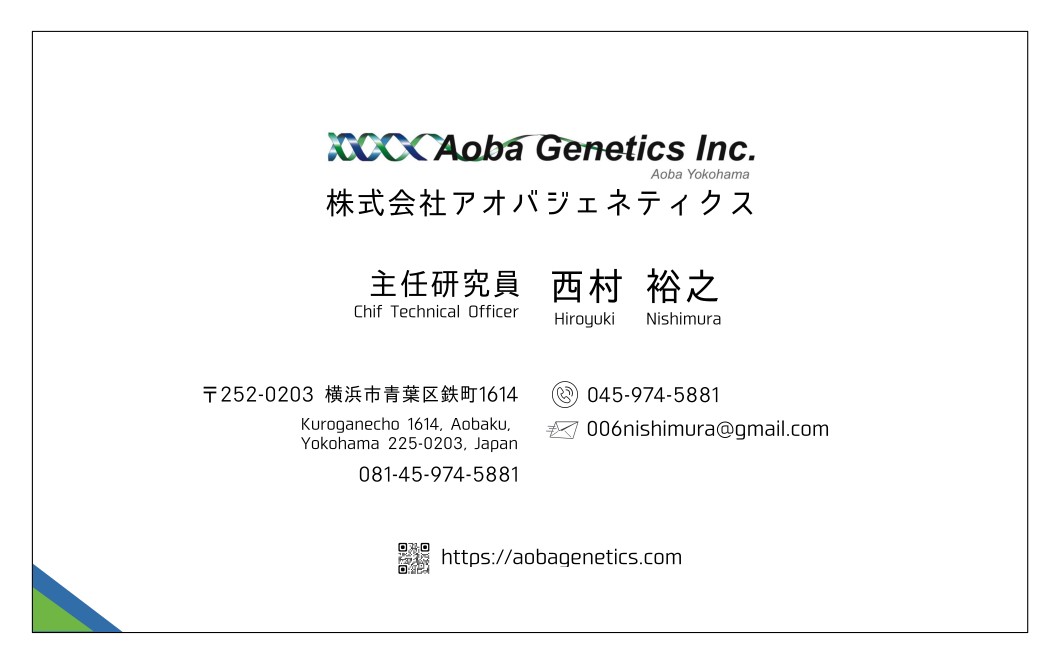 Aoba Genetics Inc.
Aoba Yokohama
株式会社アオバジェネティクス
主任研究員 西村 裕之
Chif Technical Officer Hiroyuki Nishimura
〒252-0203 横浜市青葉区鉄町1614
Kuroganecho 1614, Aobaku,
Yokohama 225-0203, Japan
081-45-974-5881
045-974-5881
006nishimura@gmail.com
https://aobagenetics.com